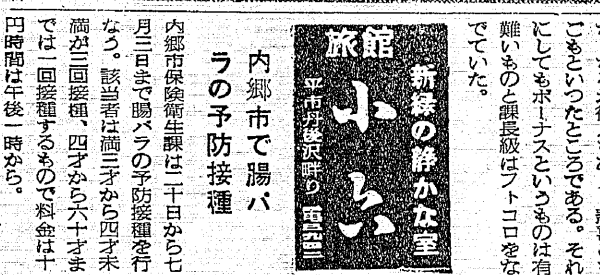 ごもといつたところである。それ
にしてもボーナスというものは有
難いものと課長級はフトコロをな
でていた。
新緑の静かな室
旅館
小六
平市丹後沢畔り
内郷市で腸パ
ラの予防接種
内郷市保険衛生課は二十日から七
月三日まで腸パラの予防接種を行
なう。該当者は満三才から四才未
満が三回接種、四才から六十才ま
では一回接種するもので料金は十
円時間は午後一時から。